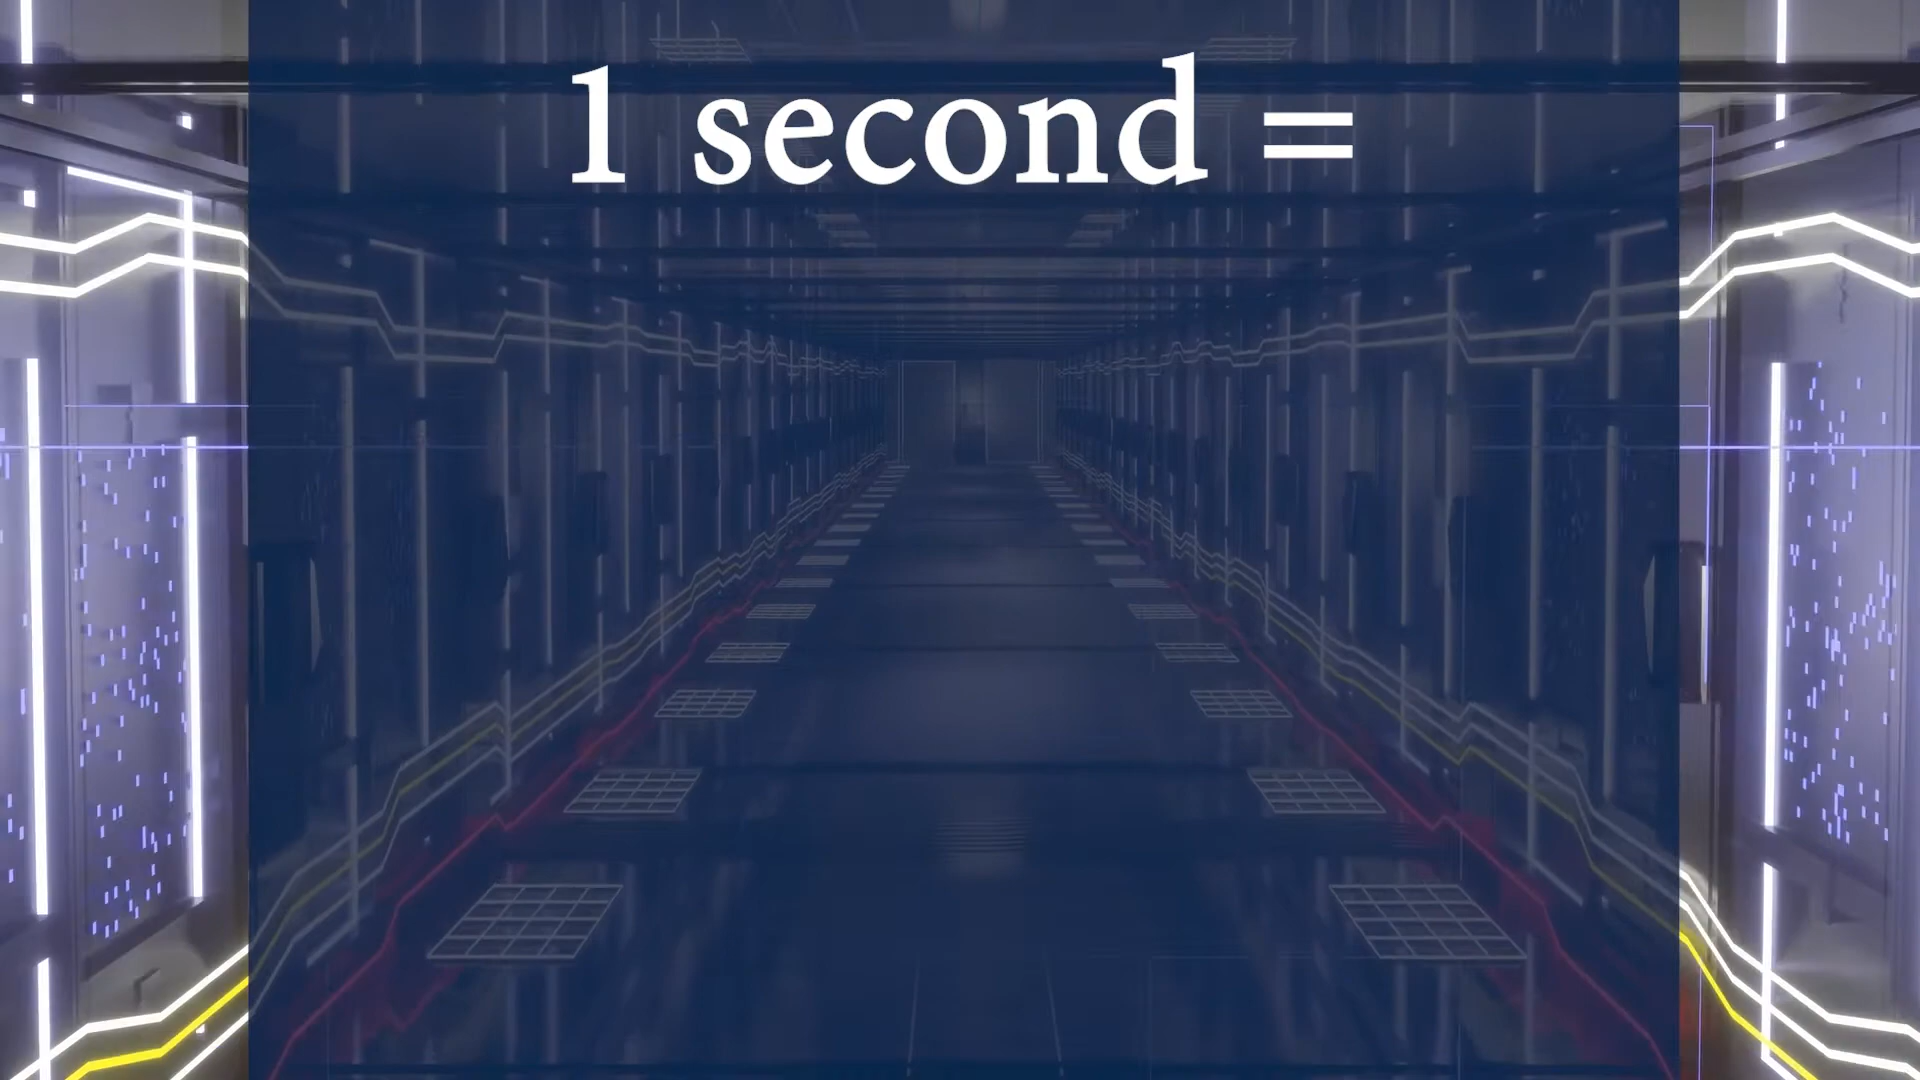 1 second =